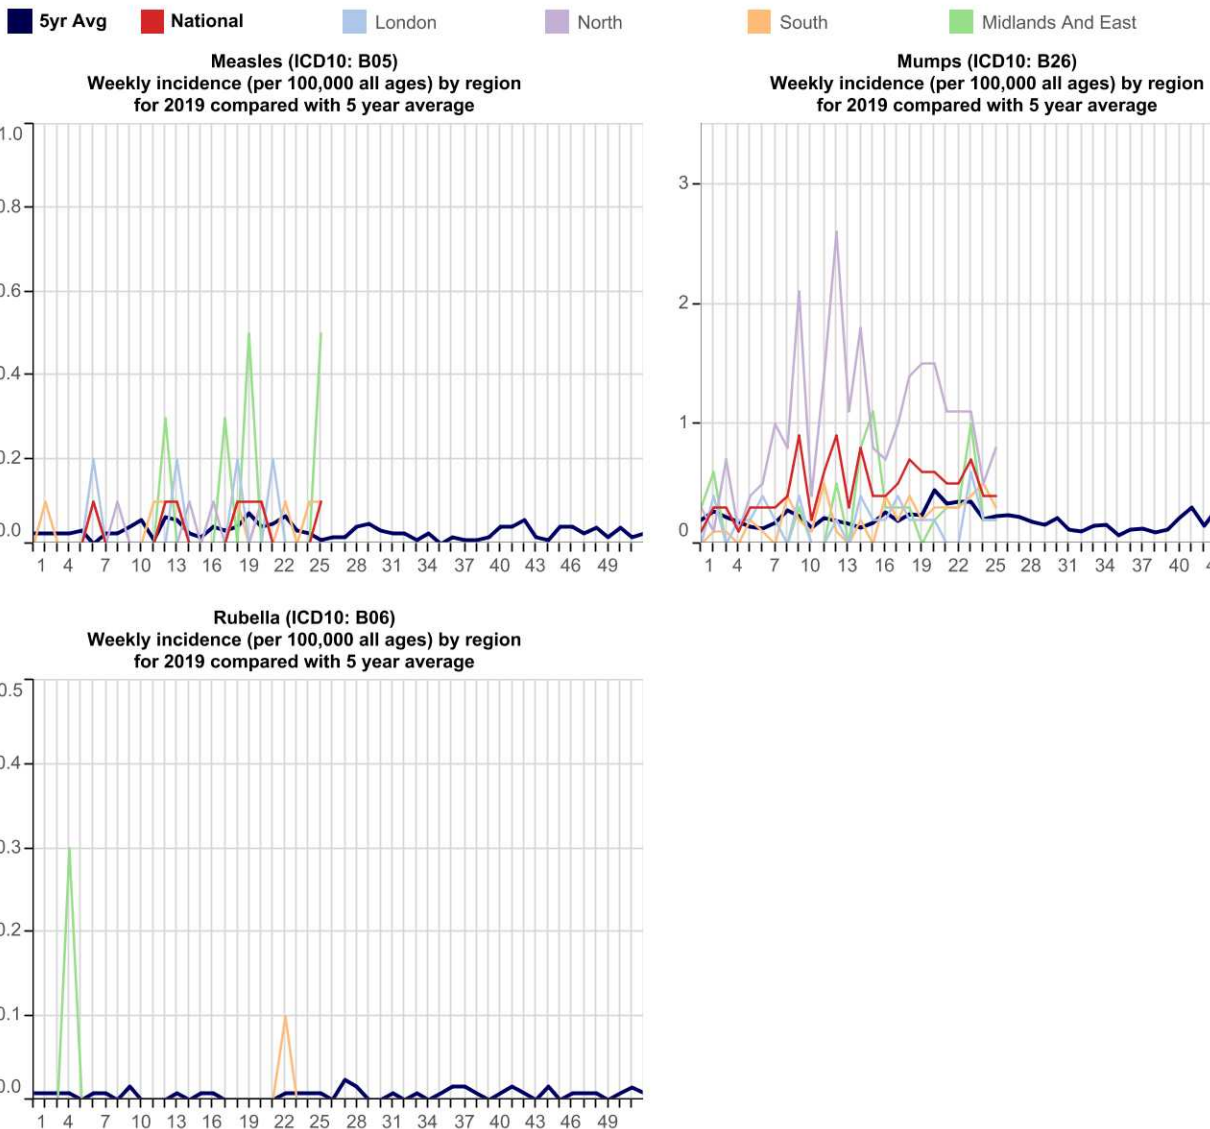 5yr Avg National London North South Midlands And East
Measles (ICD10: B05)
Weekly incidence (per 100,000 all ages) by region
for 2019 compared with 5 year average
1.0
0.8
0.6
0.4
0.2
0.0
1 4 7 10 13 16 19 22 25 28 31 34 37 40 43 46 49
Mumps (ICD10: B26)
Weekly incidence (per 100,000 all ages) by region
for 2019 compared with 5 year average
3
2
1
0
1 4 7 10 13 16 19 22 25 28 31 34 37 40
Rubella (ICD10: B06)
Weekly incidence (per 100,000 all ages) by region
for 2019 compared with 5 year average
0.5
0.4
0.3
0.2
0.1
0.0
1 4 7 10 13 16 19 22 25 28 31 34 37 40 43 46 49